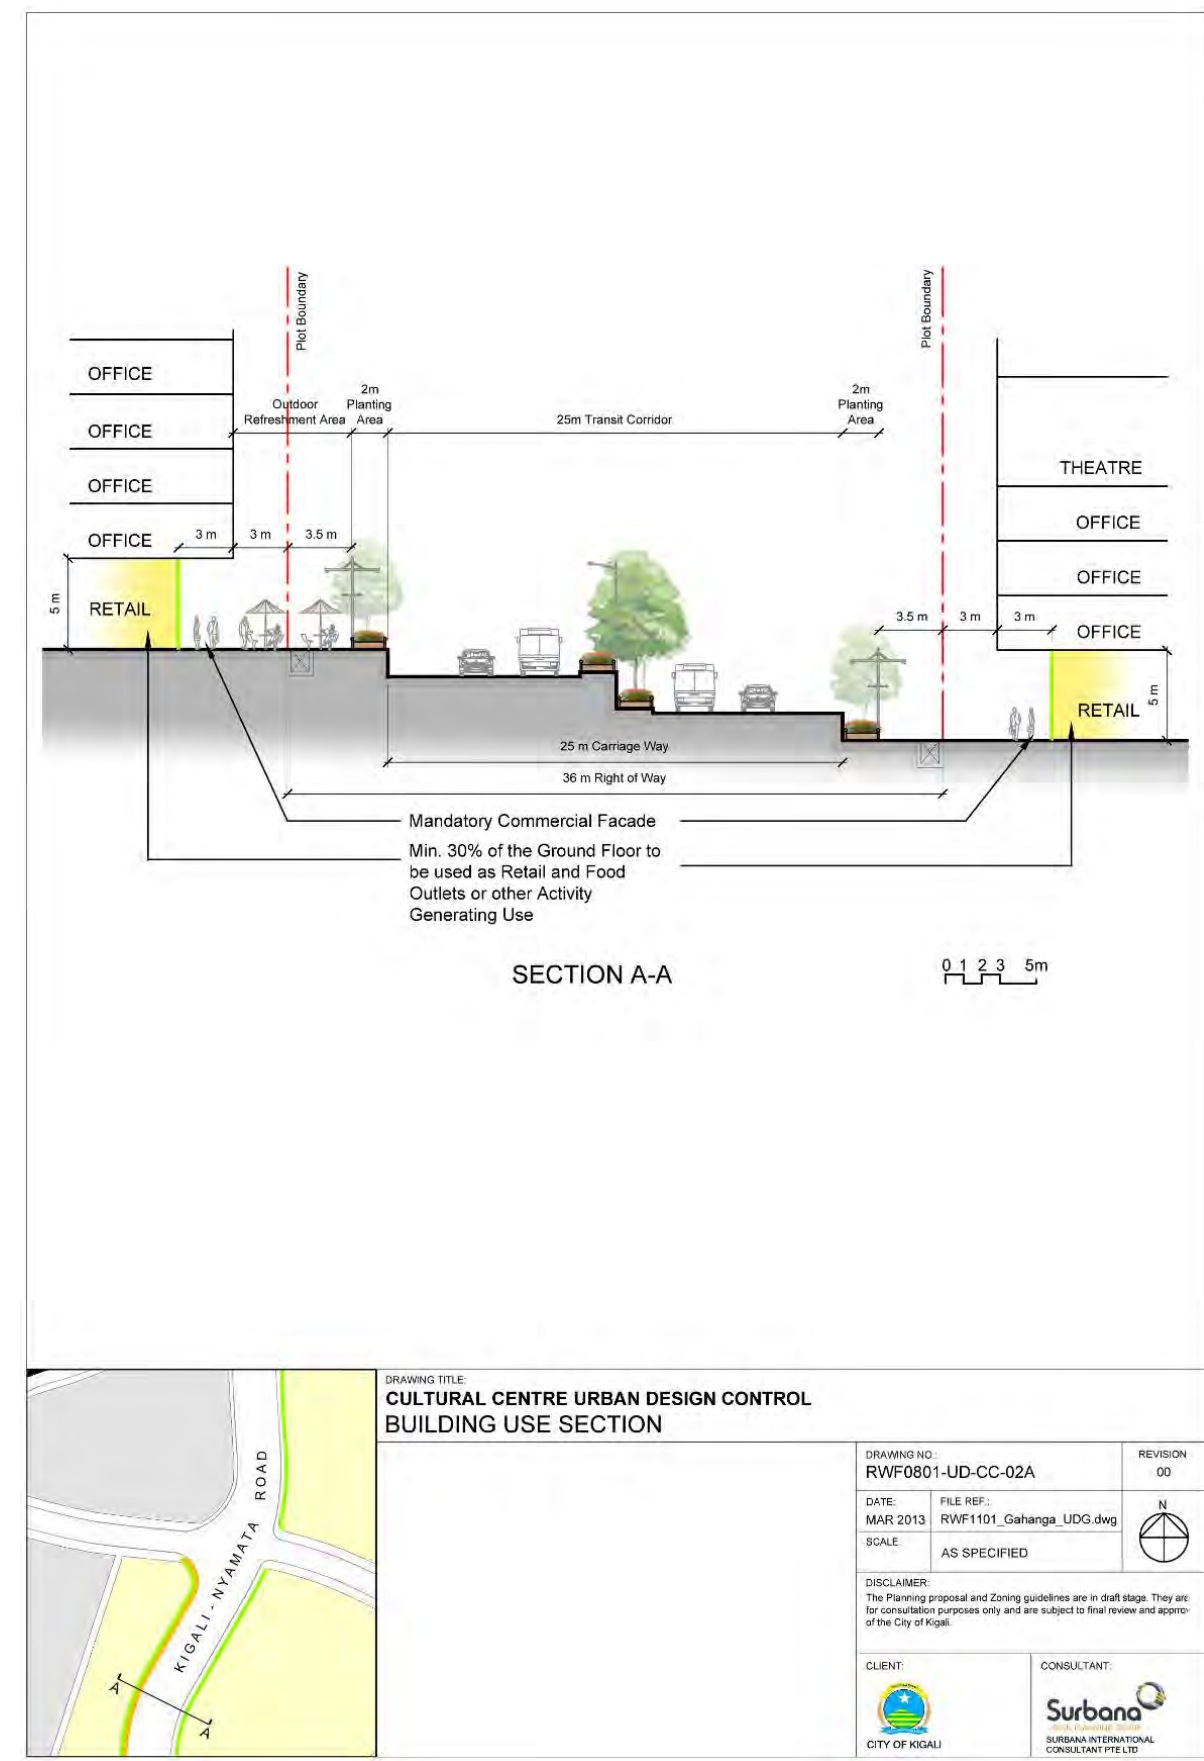 Plot Boundary
Plot Boundary
OFFICE
OFFICE
OFFICE
OFFICE
RETAIL
5 m
Outdoor
Refreshment Area
2m
Planting
Area
25m Transit Corridor
2m
Planting
Area
3 m
3 m
3.5 m
THEATRE
OFFICE
OFFICE
OFFICE
RETAIL
5 m
3.5 m
3 m
3 m
25 m Carriage Way
36 m Right of Way
Mandatory Commercial Facade
Min. 30% of the Ground Floor to
be used as Retail and Food
Outlets or other Activity
Generating Use
SECTION A-A
0 1 2 3 5m
KIGALI - NYAMATA ROAD
A
A
DRAWING TITLE:
CULTURAL CENTRE URBAN DESIGN CONTROL
BUILDING USE SECTION
DRAWING NO.:
RWF0801-UD-CC-02A
REVISION
00
DATE:
MAR 2013
FILE REF.:
RWF1101_Gahanga_UDG.dwg
N
SCALE:
AS SPECIFIED
DISCLAIMER:
The Planning proposal and Zoning guidelines are in draft stage. They are
for consultation purposes only and are subject to final review and approv
of the City of Kigali.
CLIENT:
CITY OF KIGALI
CONSULTANT:
Surbana
SURBANA INTERNATIONAL
CONSULTANT PTE LTD